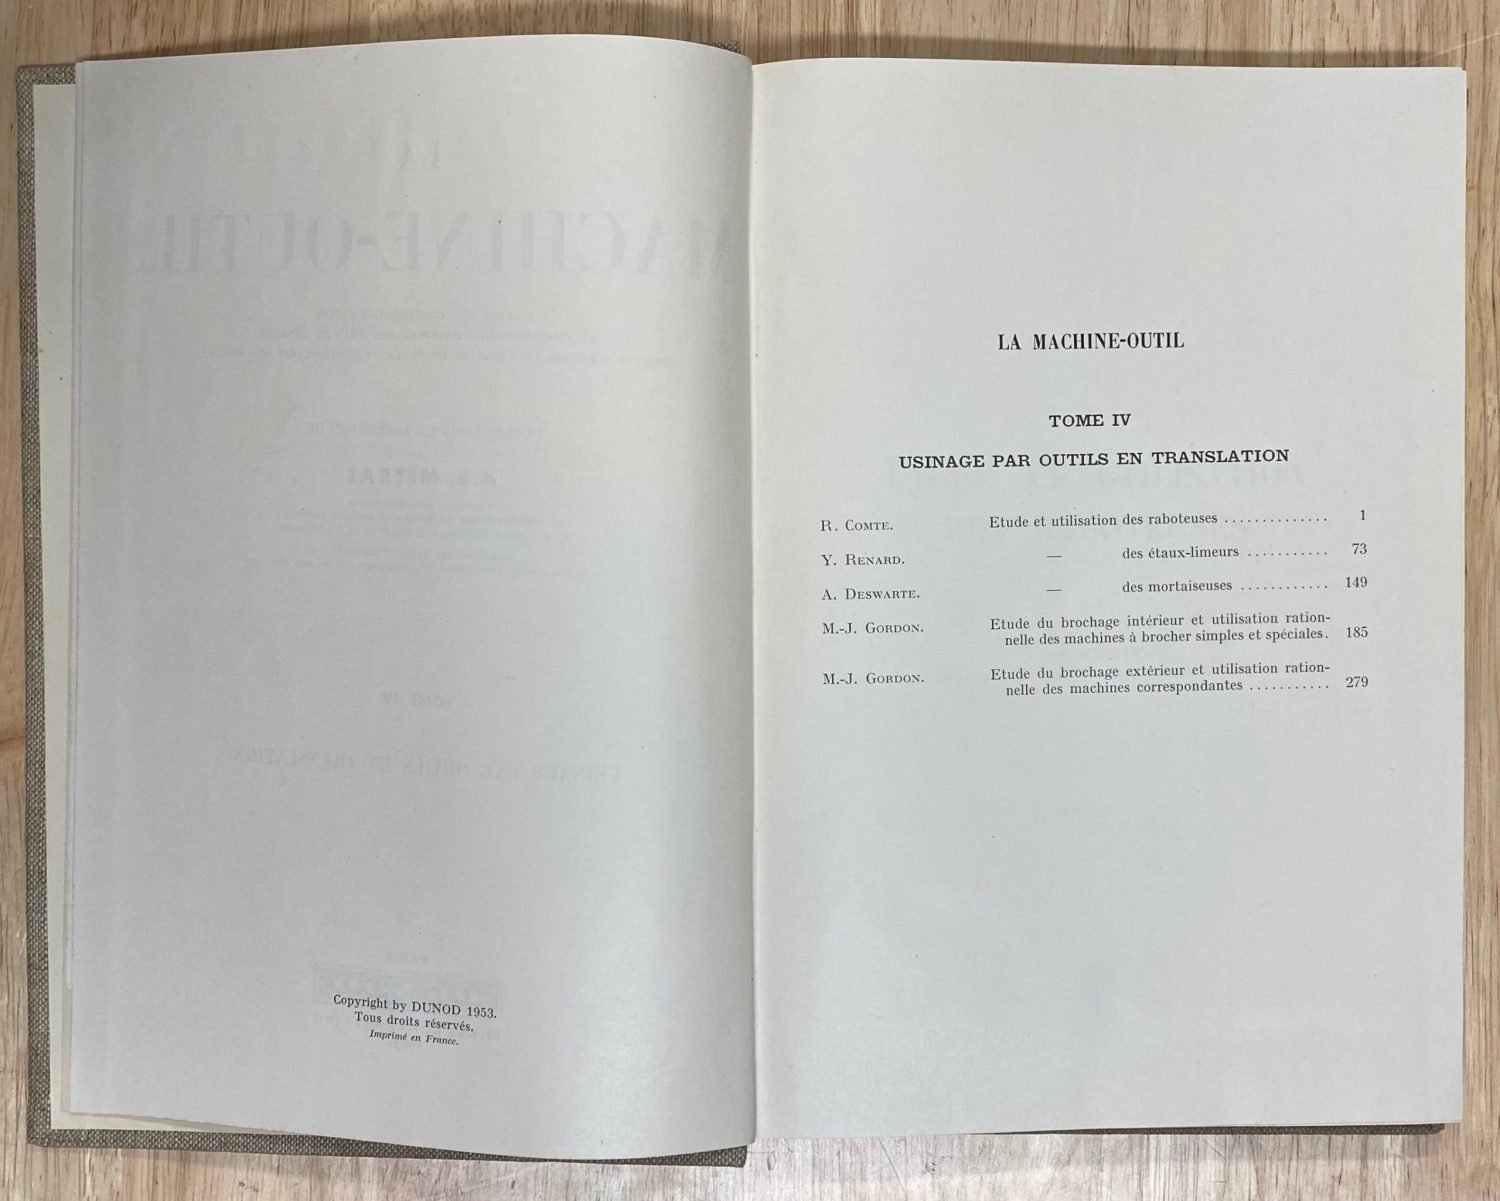 Copyright by DUNOD 1953.
Tous droits réservés.
Imprimé en France.
LA MACHINE-OUTIL
TOME IV
USINAGE PAR OUTILS EN TRANSLATION
R. COMTE. Etude et utilisation des raboteuses .............. 1
Y. RENARD. — des étaux-limeurs ........... 73
A. DESWARTE. — des mortaiseuses ............ 149
M.-J. GORDON. Etude du brochage intérieur et utilisation ration-
nelle des machines à brocher simples et spéciales. 185
M.-J. GORDON. Etude du brochage extérieur et utilisation ration-
nelle des machines correspondantes ........... 279